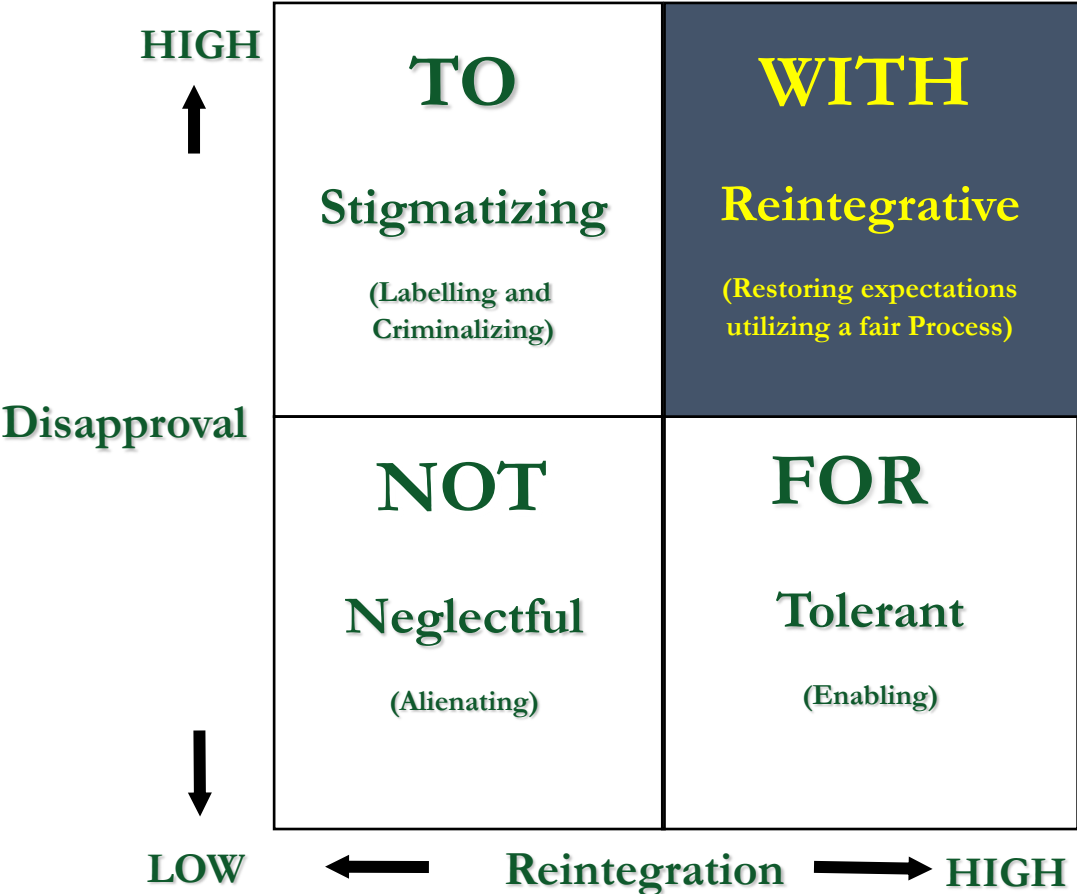 HIGH
TO
Stigmatizing
(Labelling and
Criminalizing)
WITH
Reintegrative
(Restoring expectations
utilizing a fair Process)
Disapproval
NOT
Neglectful
(Alienating)
FOR
Tolerant
(Enabling)
LOW
Reintegration
HIGH